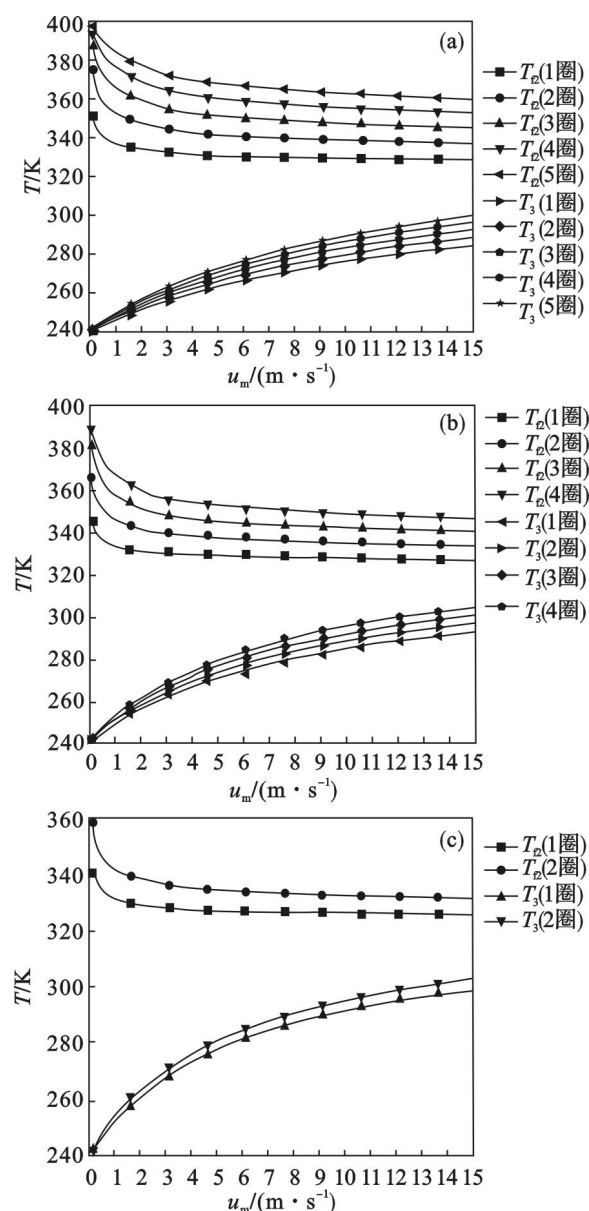 (a)
400
380
360
340
320
300
280
260
240
T/K
0 1 2 3 4 5 6 7 8 9 10 11 12 13 14 15
u_m/(m · s⁻¹)
T_f2(1圈)
T_f2(2圈)
T_f2(3圈)
T_f2(4圈)
T_f2(5圈)
T_3(1圈)
T_3(2圈)
T_3(3圈)
T_3(4圈)
T_3(5圈)
(b)
400
380
360
340
320
300
280
260
240
T/K
0 1 2 3 4 5 6 7 8 9 10 11 12 13 14 15
u_m/(m · s⁻¹)
T_f2(1圈)
T_f2(2圈)
T_f2(3圈)
T_f2(4圈)
T_3(1圈)
T_3(2圈)
T_3(3圈)
T_3(4圈)
(c)
360
340
320
300
280
260
240
T/K
0 1 2 3 4 5 6 7 8 9 10 11 12 13 14 15
u_m/(m · s⁻¹)
T_f2(1圈)
T_f2(2圈)
T_3(1圈)
T_3(2圈)